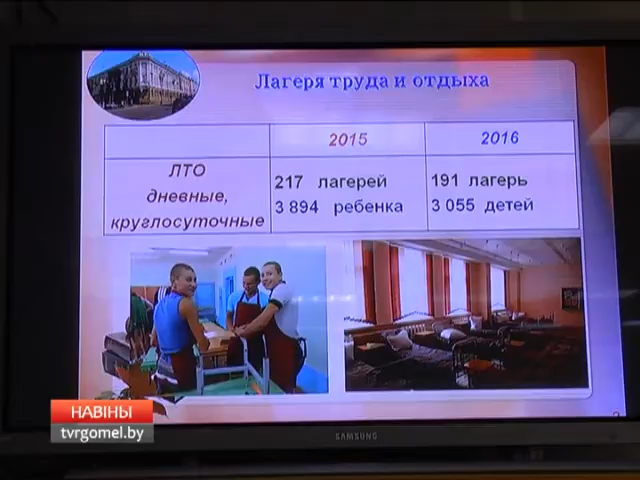 Лагеря труда и отдыха
2015
2016
ЛТО
дневные,
круглосуточные
217 лагерей
3 894 ребенка
191 лагерь
3 055 детей
НАВІНЫ
tvrgomel.by
SAMSUNG